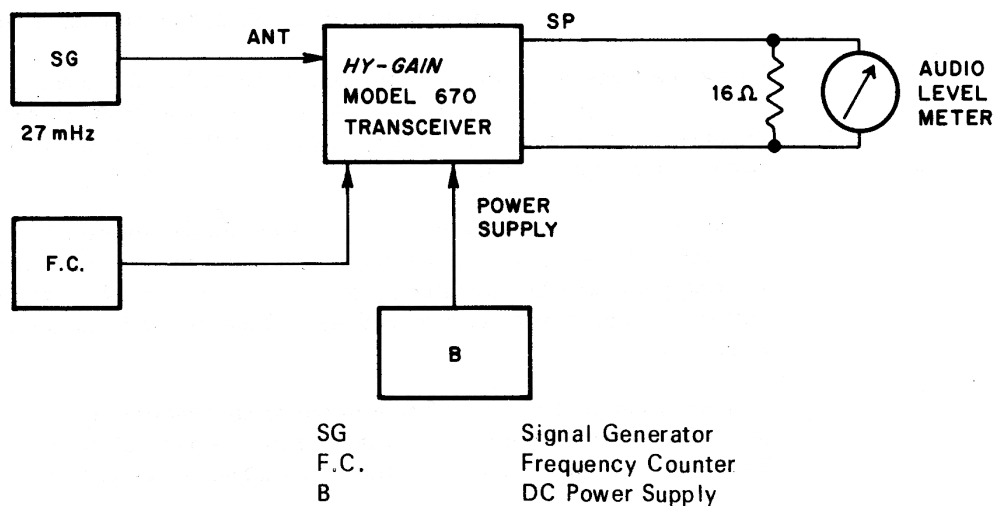 SG
27 mHz
ANT
HY-GAIN
MODEL 670
TRANSCEIVER
SP
16 Ω
AUDIO
LEVEL
METER
F.C.
POWER
SUPPLY
B
SG Signal Generator
F.C. Frequency Counter
B DC Power Supply